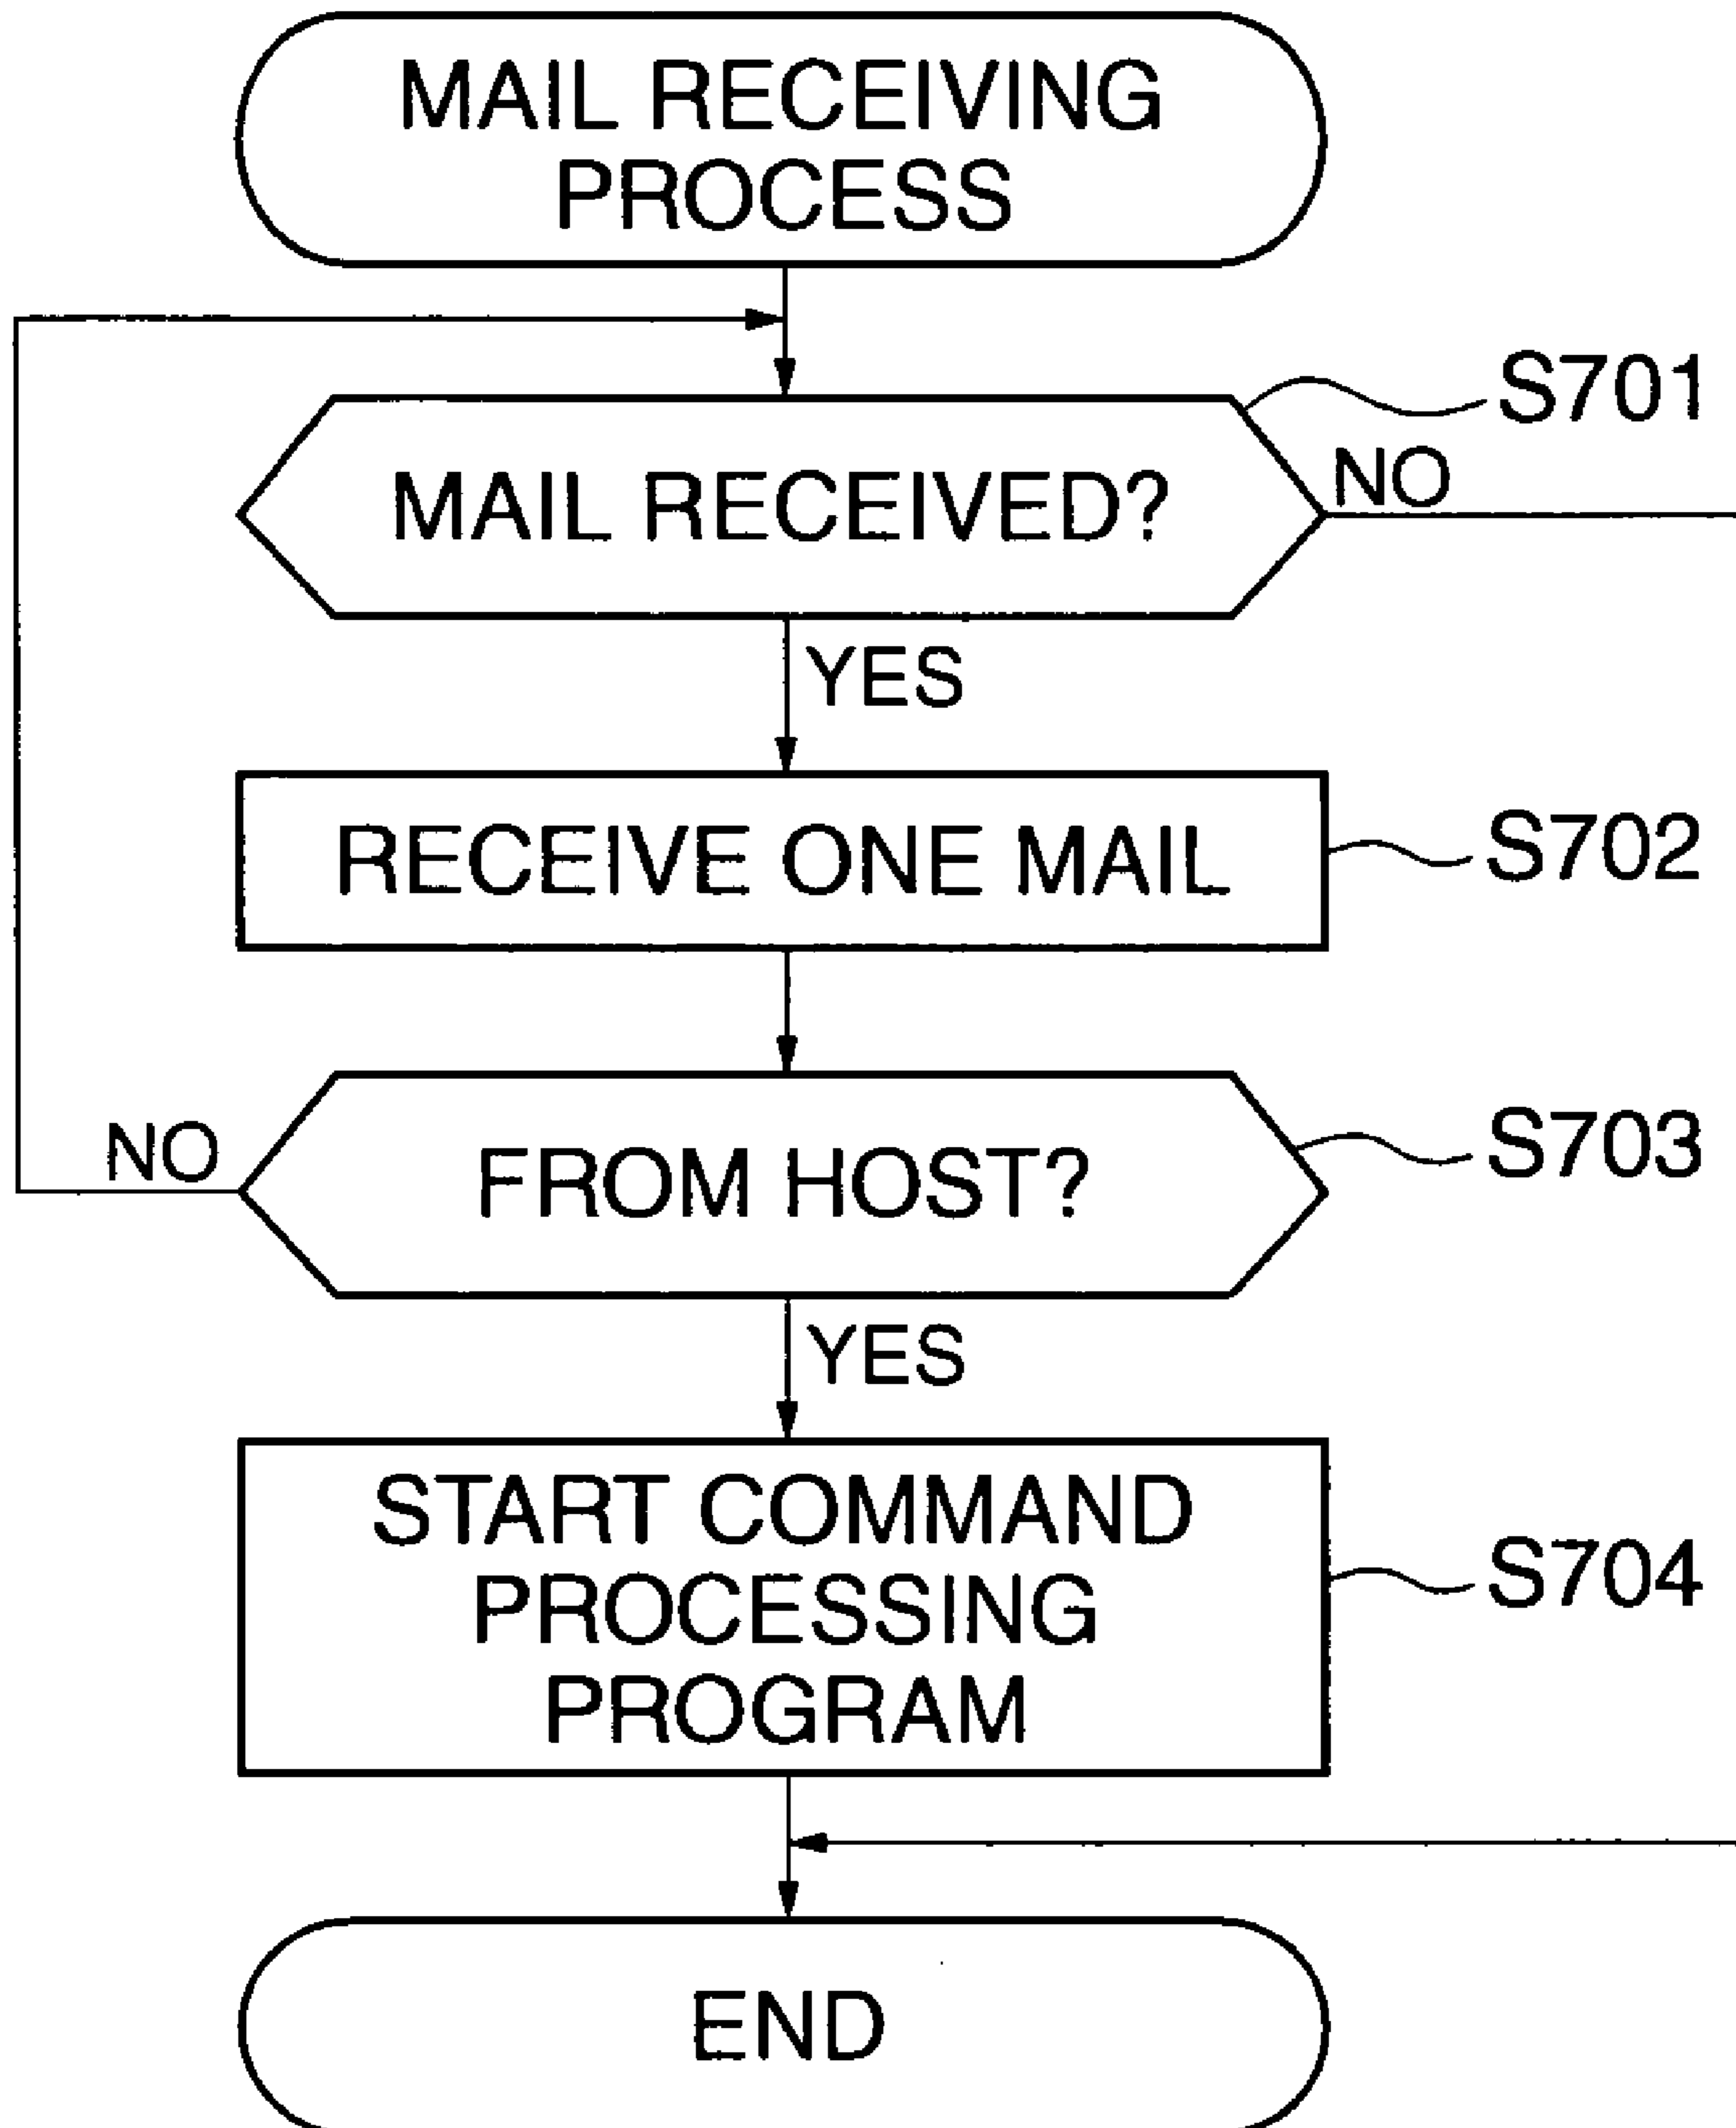 MAIL RECEIVING
PROCESS
S701
MAIL RECEIVED?
NO
YES
RECEIVE ONE MAIL
S702
S703
NO
FROM HOST?
YES
START COMMAND
PROCESSING
PROGRAM
S704
END